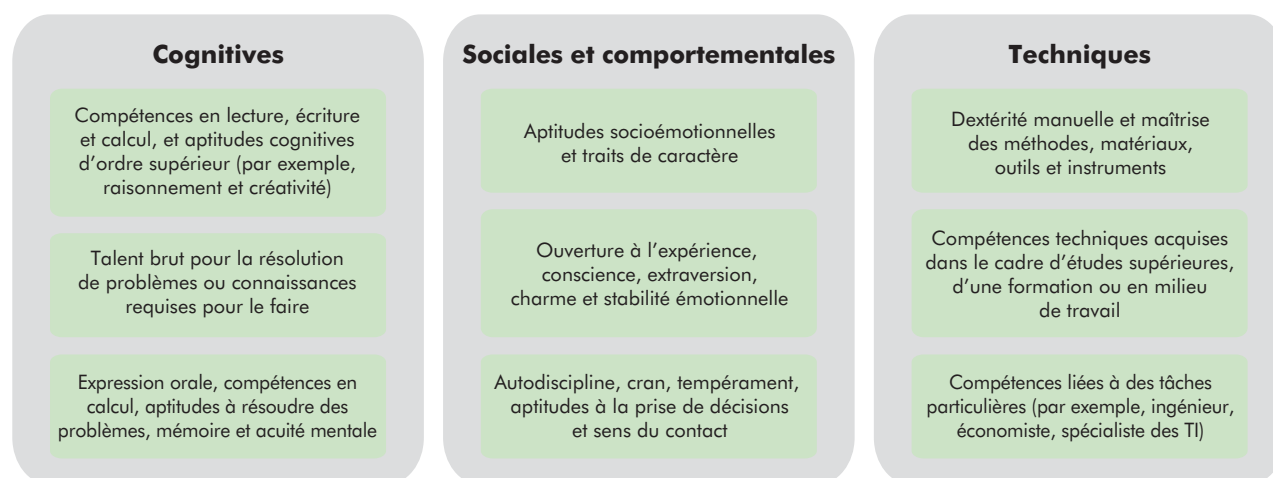 Cognitives
Compétences en lecture, écriture
et calcul, et aptitudes cognitives
d'ordre supérieur (par exemple,
raisonnement et créativité)
Talent brut pour la résolution
de problèmes ou connaissances
requises pour le faire
Expression orale, compétences en
calcul, aptitudes à résoudre des
problèmes, mémoire et acuité mentale
Sociales et comportementales
Aptitudes socioémotionnelles
et traits de caractère
Ouverture à l'expérience,
conscience, extraversion,
charme et stabilité émotionnelle
Autodiscipline, cran, tempérament,
aptitudes à la prise de décisions
et sens du contact
Techniques
Dextérité manuelle et maîtrise
des méthodes, matériaux,
outils et instruments
Compétences techniques acquises
dans le cadre d'études supérieures,
d'une formation ou en milieu
de travail
Compétences liées à des tâches
particulières (par exemple, ingénieur,
économiste, spécialiste des TI)